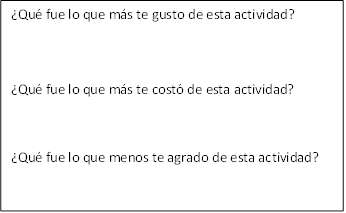 ¿Qué fue lo que más te gusto de esta actividad?
¿Qué fue lo que más te costó de esta actividad?
¿Qué fue lo que menos te agrado de esta actividad?